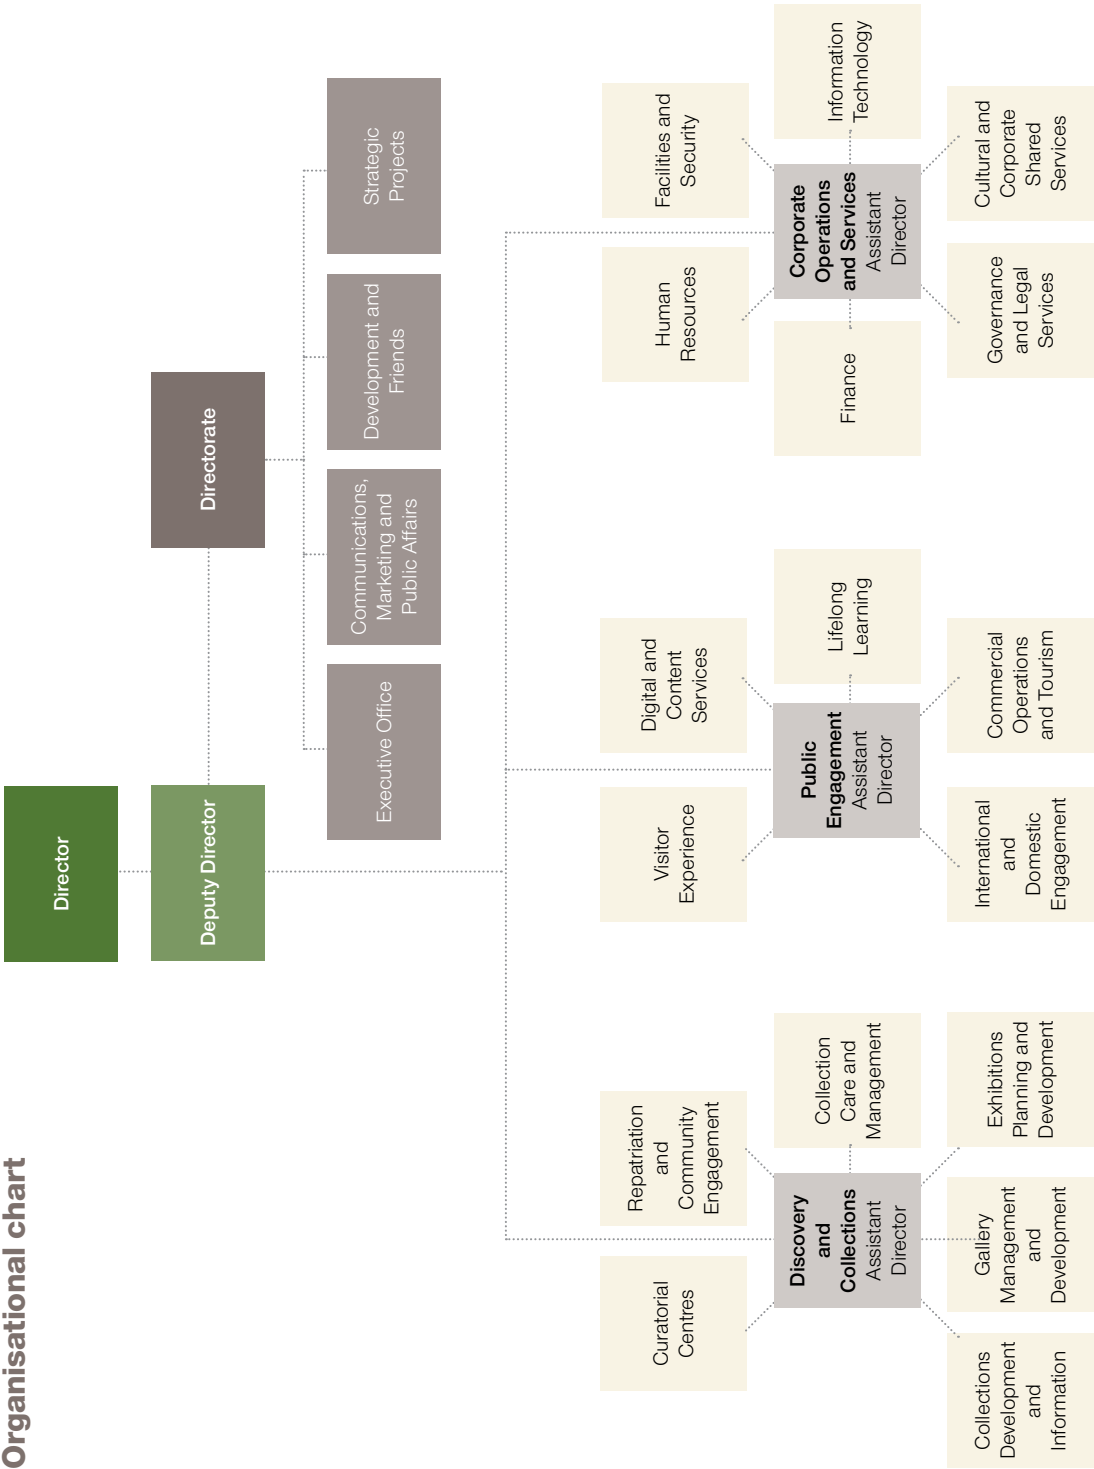 Organisational chart
Director
Deputy Director
Directorate
Executive Office
Communications,
Marketing and
Public Affairs
Development and
Friends
Strategic
Projects
Discovery
and
Collections
Assistant
Director
Curatorial
Centres
Repatriation
and
Community
Engagement
Collection
Care and
Management
Collections
Development
and
Information
Gallery
Management
and
Development
Exhibitions
Planning and
Development
Public
Engagement
Assistant
Director
Visitor
Experience
Digital and
Content
Services
Lifelong
Learning
International
and
Domestic
Engagement
Commercial
Operations
and Tourism
Corporate
Operations
and Services
Assistant
Director
Human
Resources
Facilities and
Security
Finance
Information
Technology
Governance
and Legal
Services
Cultural and
Corporate
Shared
Services